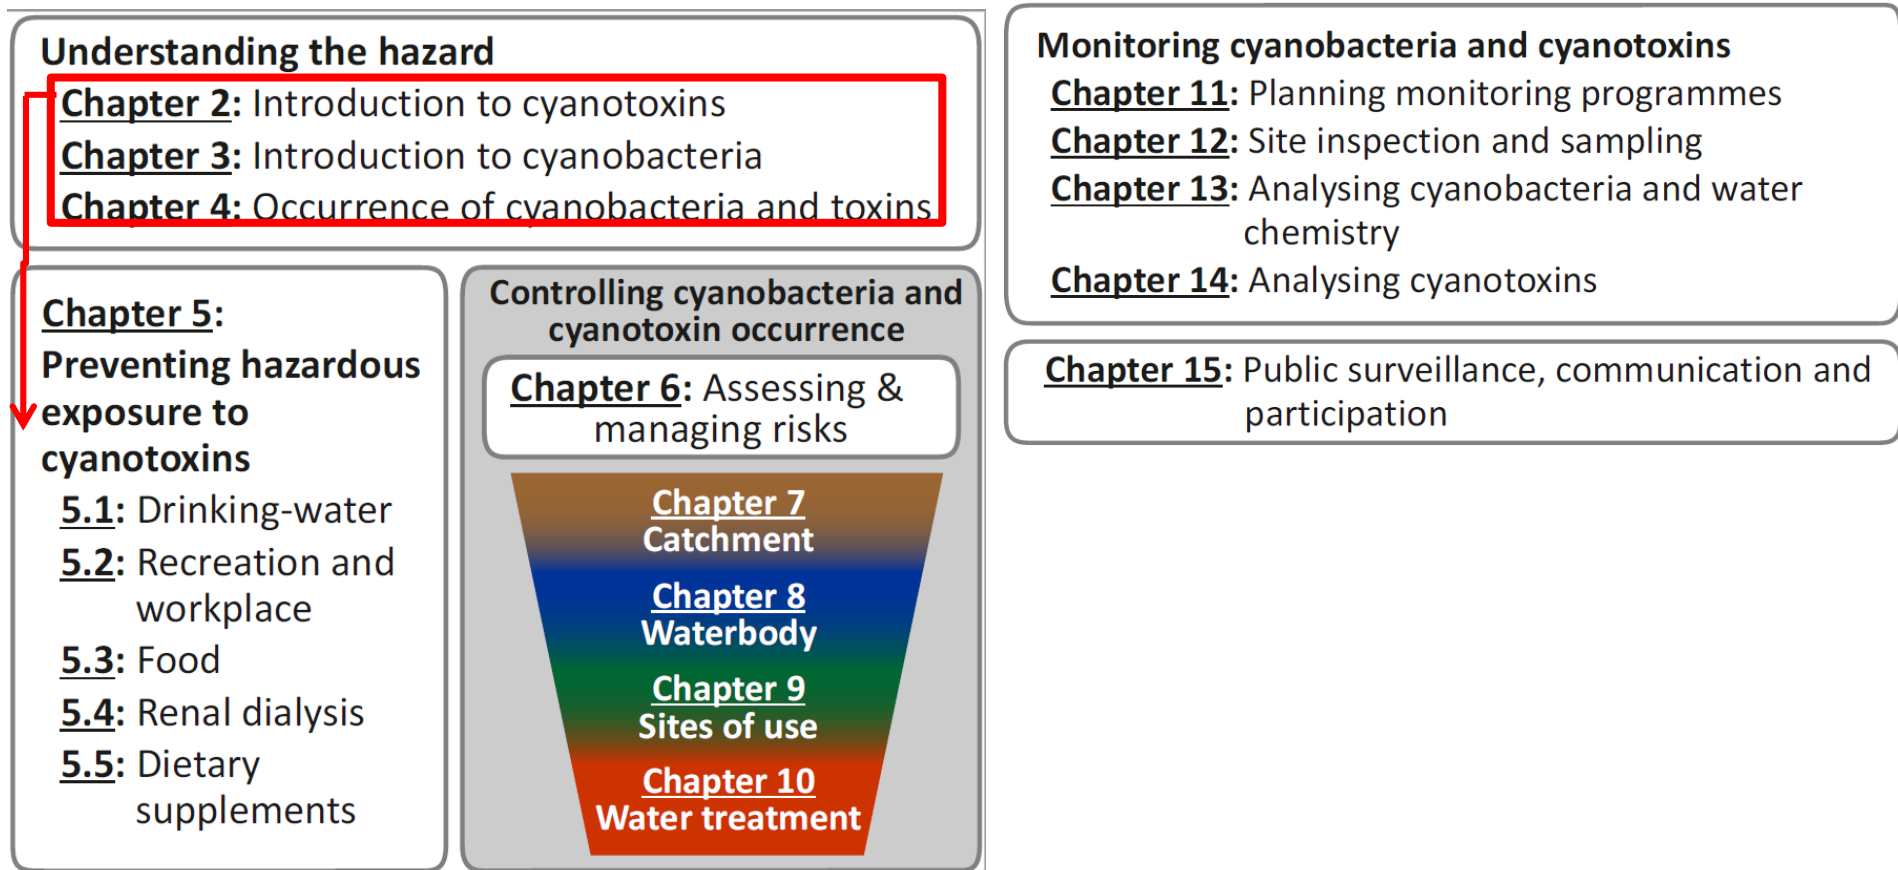 Understanding the hazard
Chapter 2: Introduction to cyanotoxins
Chapter 3: Introduction to cyanobacteria
Chapter 4: Occurrence of cyanobacteria and toxins
Chapter 5:
Preventing hazardous
exposure to
cyanotoxins
5.1: Drinking-water
5.2: Recreation and
workplace
5.3: Food
5.4: Renal dialysis
5.5: Dietary
supplements
Controlling cyanobacteria and
cyanotoxin occurrence
Chapter 6: Assessing &
managing risks
Chapter 7
Catchment
Chapter 8
Waterbody
Chapter 9
Sites of use
Chapter 10
Water treatment
Monitoring cyanobacteria and cyanotoxins
Chapter 11: Planning monitoring programmes
Chapter 12: Site inspection and sampling
Chapter 13: Analysing cyanobacteria and water
chemistry
Chapter 14: Analysing cyanotoxins
Chapter 15: Public surveillance, communication and
participation